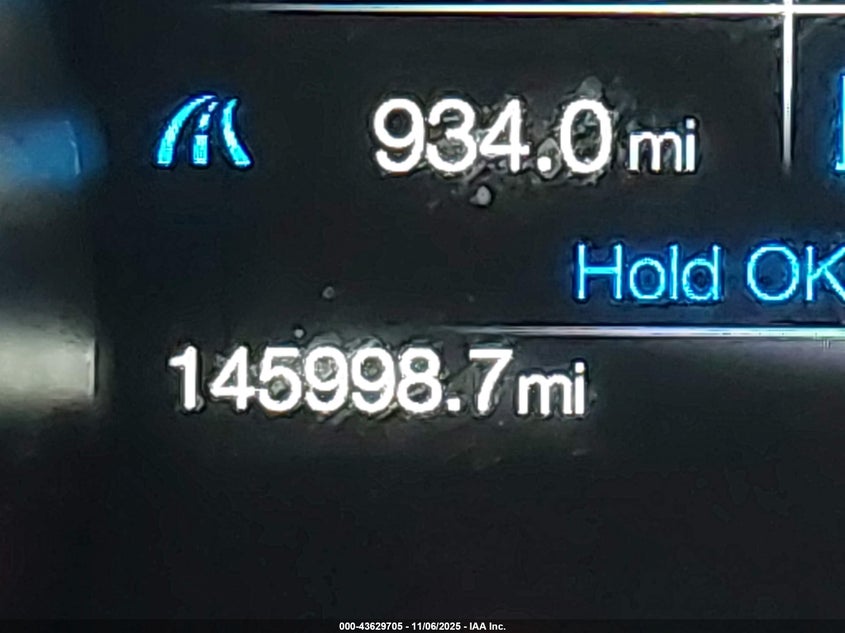 934.0 mi
Hold OK
145998.7 mi
000-43629705 - 11/06/2025 - IAA Inc.